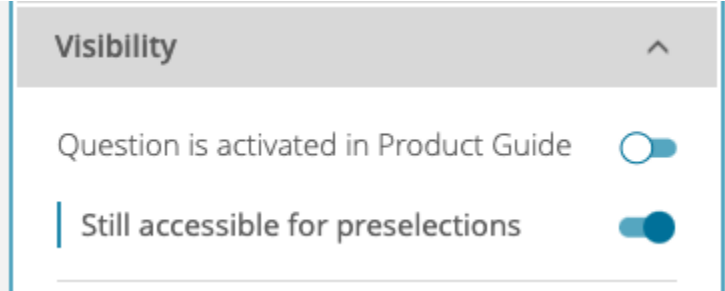 Visibility
Question is activated in Product Guide
Still accessible for preselections